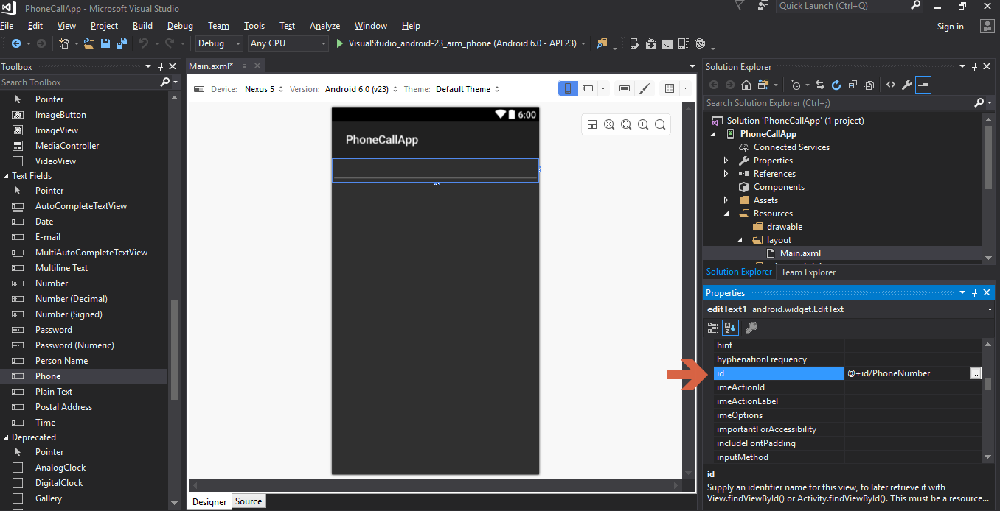 PhoneCallApp - Microsoft Visual Studio
Quick Launch (Ctrl+Q)
File Edit View Project Build Debug Team Tools Test Analyze Window Help
Sign in
Debug Any CPU VisualStudio_android-23_arm_phone (Android 6.0 - API 23)
Toolbox
Search Toolbox
Pointer
ImageButton
ImageView
MediaController
VideoView
Text Fields
Pointer
AutoCompleteTextView
Date
E-mail
MultiAutoCompleteTextView
Multiline Text
Number
Number (Decimal)
Number (Signed)
Password
Password (Numeric)
Person Name
Phone
Plain Text
Postal Address
Time
Deprecated
Pointer
AnalogClock
DigitalClock
Gallery
Main.axml*
Device: Nexus 5 Version: Android 6.0 (v23) Theme: Default Theme
6:00
PhoneCallApp
Designer Source
Solution Explorer
Search Solution Explorer (Ctrl+;)
Solution 'PhoneCallApp' (1 project)
PhoneCallApp
Connected Services
Properties
References
Components
Assets
Resources
drawable
layout
Main.axml
Solution Explorer Team Explorer
Properties
editText1 android.widget.EditText
hint
hyphenationFrequency
id @+id/PhoneNumber ...
imeActionId
imeActionLabel
imeOptions
importantForAccessibility
includeFontPadding
inputMethod
id
Supply an identifier name for this view, to later retrieve it with
View.findViewById() or Activity.findViewById(). This must be a resource...